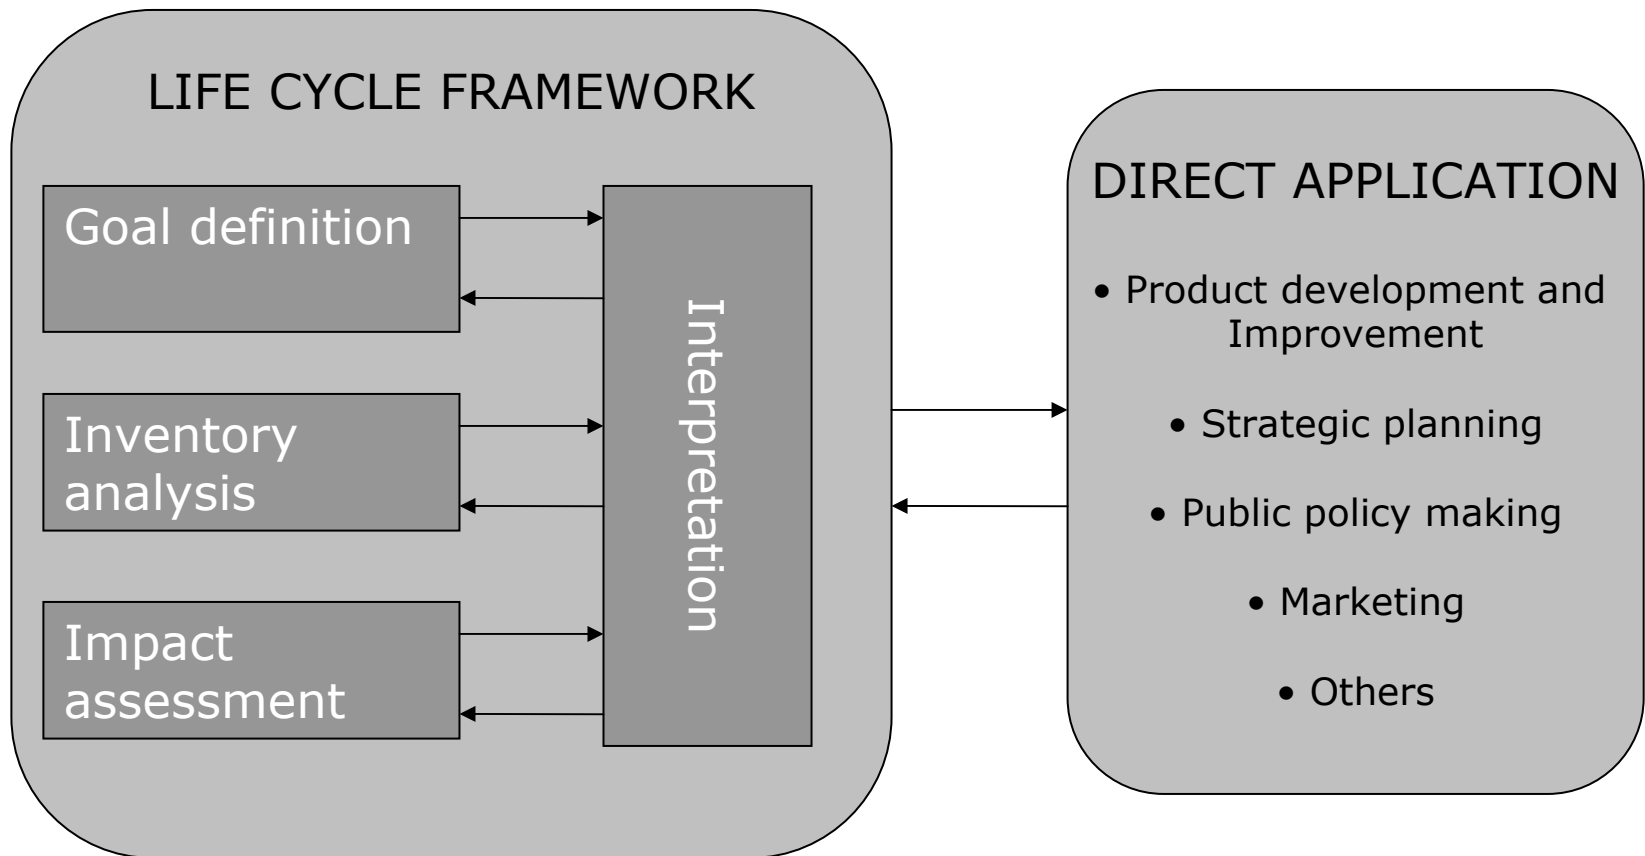 LIFE CYCLE FRAMEWORK
Goal definition
Inventory
analysis
Impact
assessment
Interpretation
DIRECT APPLICATION
• Product development and
Improvement
• Strategic planning
• Public policy making
• Marketing
• Others